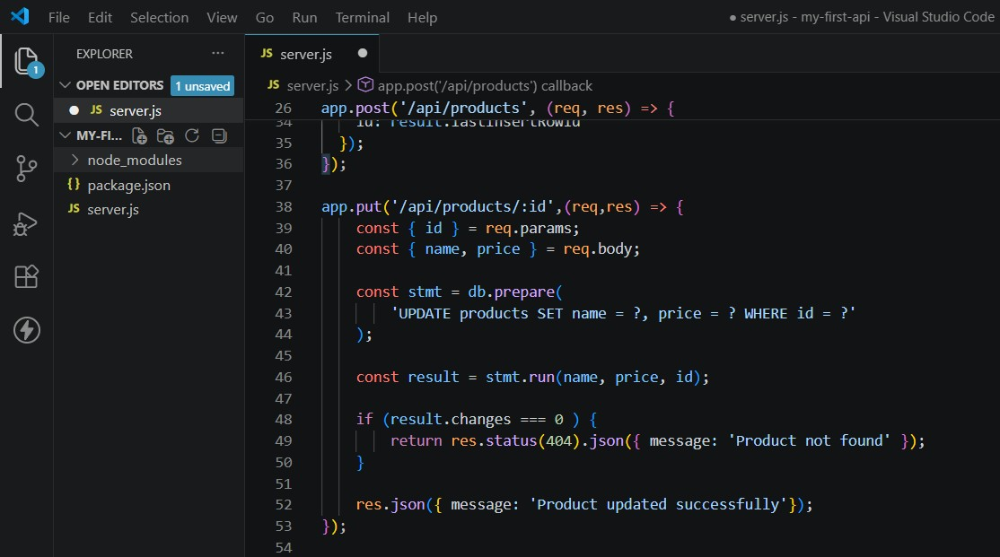 File Edit Selection View Go Run Terminal Help ● server.js - my-first-api - Visual Studio Code
EXPLORER ···
1
OPEN EDITORS 1 unsaved
JS server.js
MY-FI...
node_modules
{} package.json
JS server.js
JS server.js ●
JS server.js > app.post('/api/products') callback
26 app.post('/api/products', (req, res) => {
34 id: result.lastInsertRowid
35 });
36 });
37
38 app.put('/api/products/:id',(req,res) => {
39 const { id } = req.params;
40 const { name, price } = req.body;
41
42 const stmt = db.prepare(
43 'UPDATE products SET name = ?, price = ? WHERE id = ?'
44 );
45
46 const result = stmt.run(name, price, id);
47
48 if (result.changes === 0 ) {
49 return res.status(404).json({ message: 'Product not found' });
50 }
51
52 res.json({ message: 'Product updated successfully'});
53 });
54